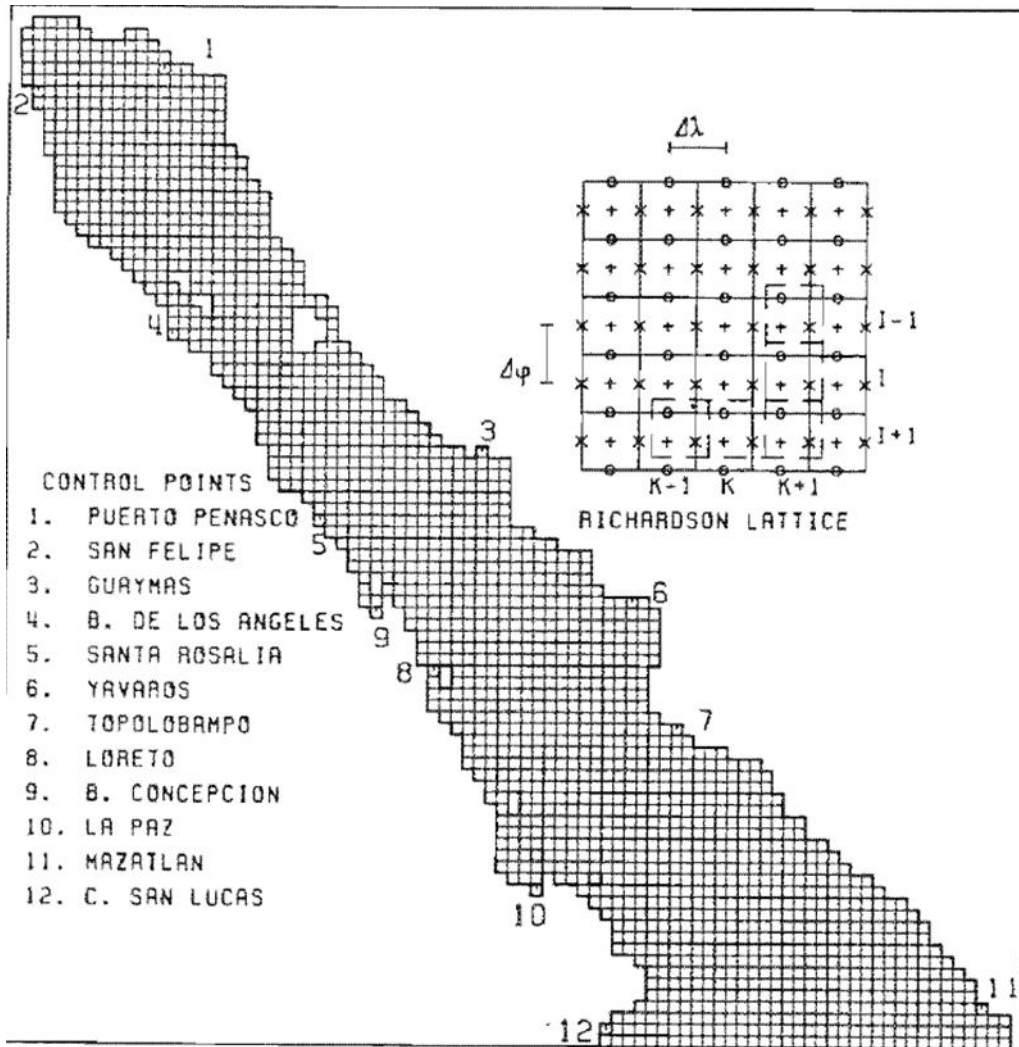 1
2
Δλ
4
I-1
Δφ
I
I+1
3
K-1 K K+1
RICHARDSON LATTICE
CONTROL POINTS
1. PUERTO PENASCO
2. SAN FELIPE
3. GUAYMAS
4. B. DE LOS ANGELES
5. SANTA ROSALIA
6. YAVAROS
7. TOPOLOBAMPO
8. LORETO
9. B. CONCEPCION
10. LA PAZ
11. MAZATLAN
12. C. SAN LUCAS
5
6
9
8
7
10
11
12